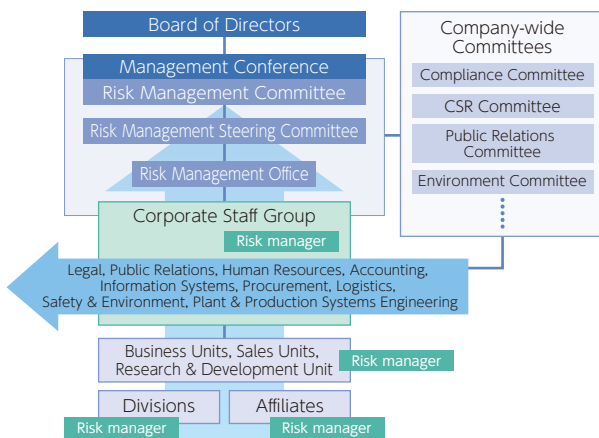 Board of Directors
Management Conference
Risk Management Committee
Risk Management Steering Committee
Risk Management Office
Corporate Staff Group
Risk manager
Legal, Public Relations, Human Resources, Accounting,
Information Systems, Procurement, Logistics,
Safety & Environment, Plant & Production Systems Engineering
Business Units, Sales Units,
Research & Development Unit
Risk manager
Divisions
Risk manager
Affiliates
Risk manager
Company-wide
Committees
Compliance Committee
CSR Committee
Public Relations
Committee
Environment Committee